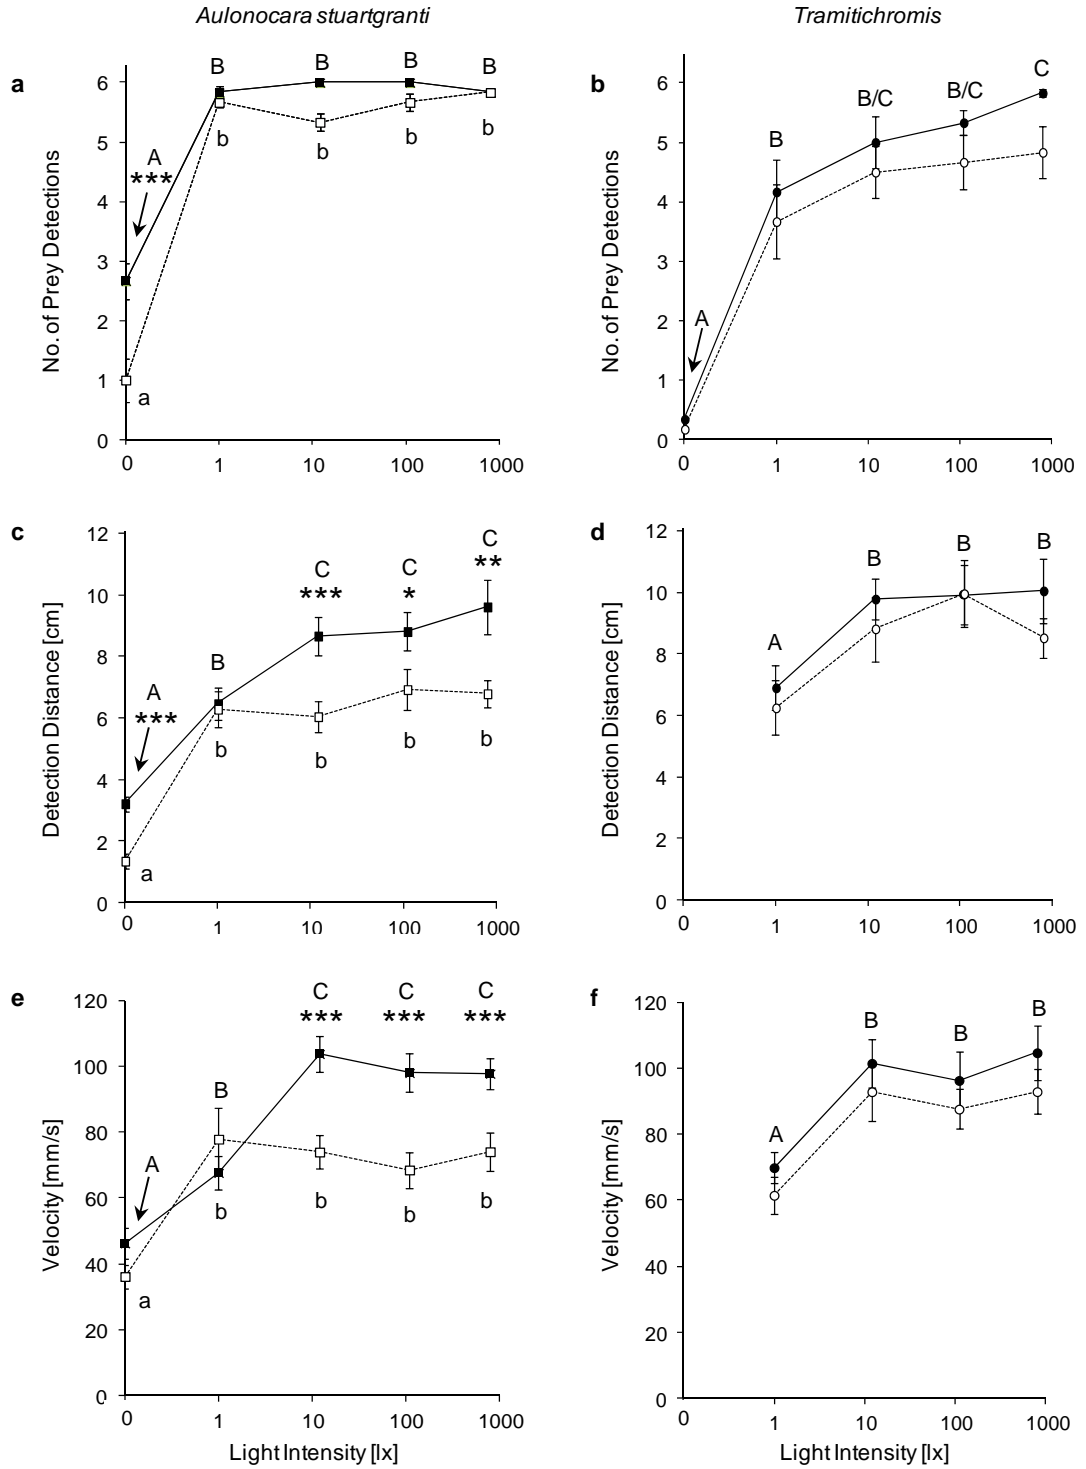 Aulonocara stuartgranti
Tramitichromis
a
No. of Prey Detections
6
5
4
3
2
1
0
A
***
B
B
B
B
b
b
b
b
a
0 1 10 100 1000
b
No. of Prey Detections
6
5
4
3
2
1
0
A
B
B/C
B/C
C
0 1 10 100 1000
c
Detection Distance [cm]
12
10
8
6
4
2
0
A
***
B
C
***
C
*
C
**
b
b
b
b
a
0 1 10 100 1000
d
Detection Distance [cm]
12
10
8
6
4
2
0
A
B
B
B
0 1 10 100 1000
e
Velocity [mm/s]
120
100
80
60
40
20
0
A
B
C
***
C
***
C
***
b
b
b
b
a
0 1 10 100 1000
Light Intensity [lx]
f
Velocity [mm/s]
120
100
80
60
40
20
0
A
B
B
B
0 1 10 100 1000
Light Intensity [lx]